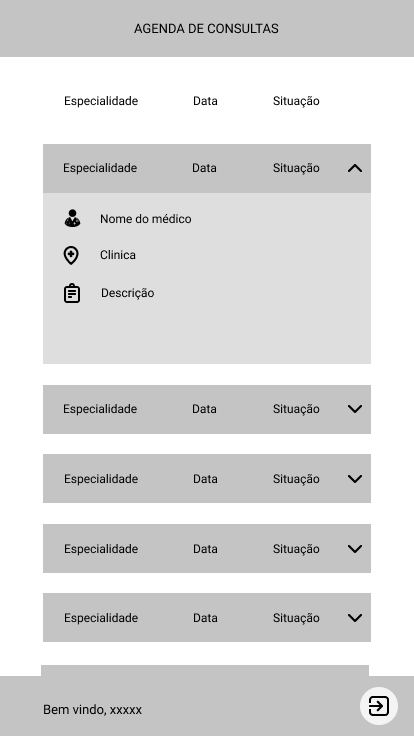 AGENDA DE CONSULTAS
Especialidade Data Situação
Especialidade Data Situação
Nome do médico
Clinica
Descrição
Especialidade Data Situação
Especialidade Data Situação
Especialidade Data Situação
Especialidade Data Situação
Bem vindo, xxxxx